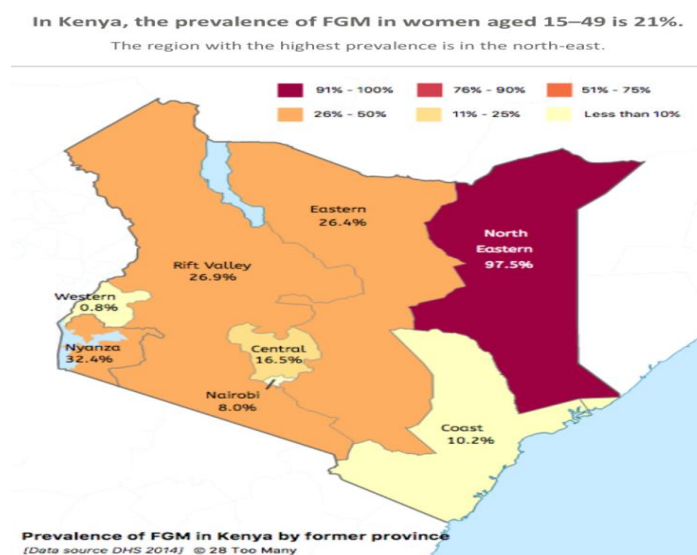 In Kenya, the prevalence of FGM in women aged 15–49 is 21%.
The region with the highest prevalence is in the north-east.
91% - 100%
76% - 90%
51% - 75%
26% - 50%
11% - 25%
Less than 10%
Eastern
26.4%
North
Eastern
97.5%
Rift Valley
26.9%
Western
0.8%
Nyanza
32.4%
Central
16.5%
Nairobi
8.0%
Coast
10.2%
Prevalence of FGM in Kenya by former province
[Data source DHS 2014] © 28 Too Many